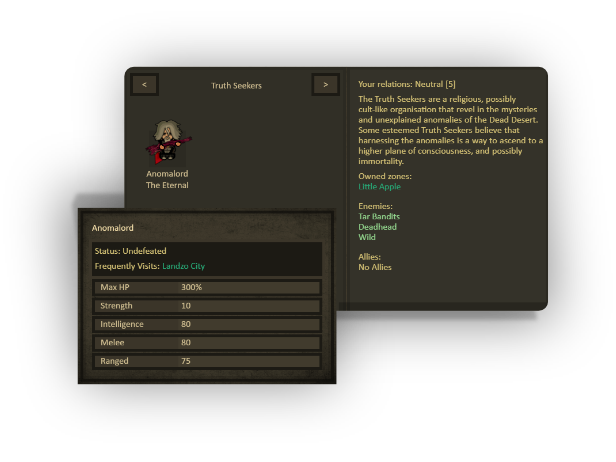 <
Truth Seekers
>
Anomalord
The Eternal
Your relations: Neutral [5]
The Truth Seekers are a religious, possibly
cult-like organisation that revel in the mysteries
and unexplained anomalies of the Dead Desert.
Some esteemed Truth Seekers believe that
harnessing the anomalies is a way to ascend to a
higher plane of consciousness, and possibly
immortality.
Owned zones:
Little Apple
Enemies:
Tar Bandits
Deadhead
Wild
Allies:
No Allies
Anomalord
Status: Undefeated
Frequently Visits: Landzo City
Max HP 300%
Strength 10
Intelligence 80
Melee 80
Ranged 75